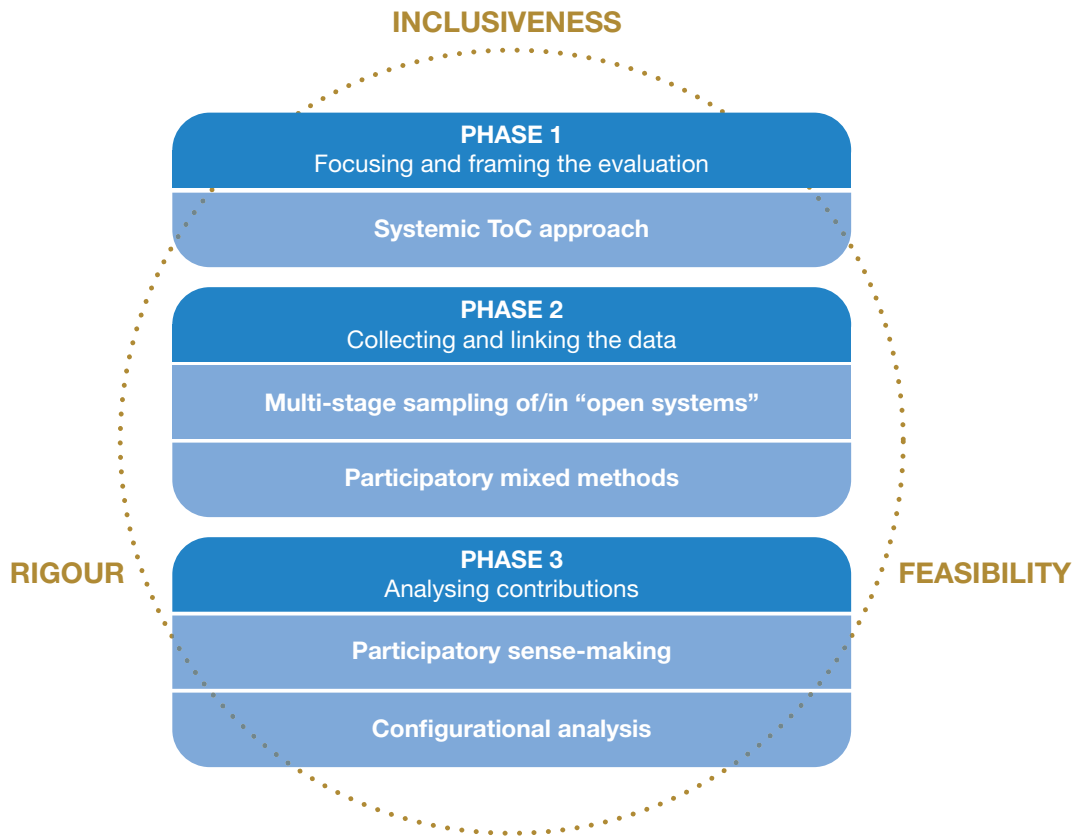 INCLUSIVENESS
PHASE 1
Focusing and framing the evaluation
Systemic ToC approach
PHASE 2
Collecting and linking the data
Multi-stage sampling of/in “open systems”
Participatory mixed methods
RIGOUR
PHASE 3
Analysing contributions
FEASIBILITY
Participatory sense-making
Configurational analysis